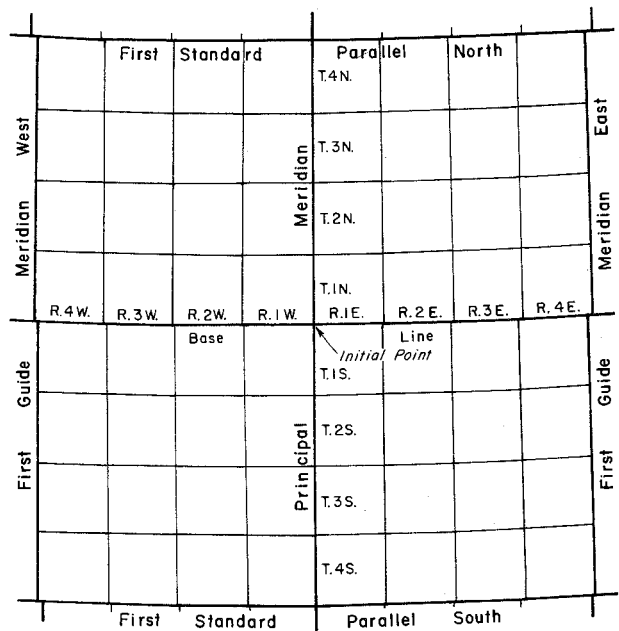 First Standard Parallel North
T.4N.
West
East
T.3N.
Meridian
T.2N.
Meridian
Meridian
T.1N.
R.4W. R.3W. R.2W. R.1W. R.1E. R.2E. R.3E. R.4E.
Base Line
Initial Point
T.1S.
Guide
Guide
T.2S.
Principal
First
First
T.3S.
T.4S.
First Standard Parallel South